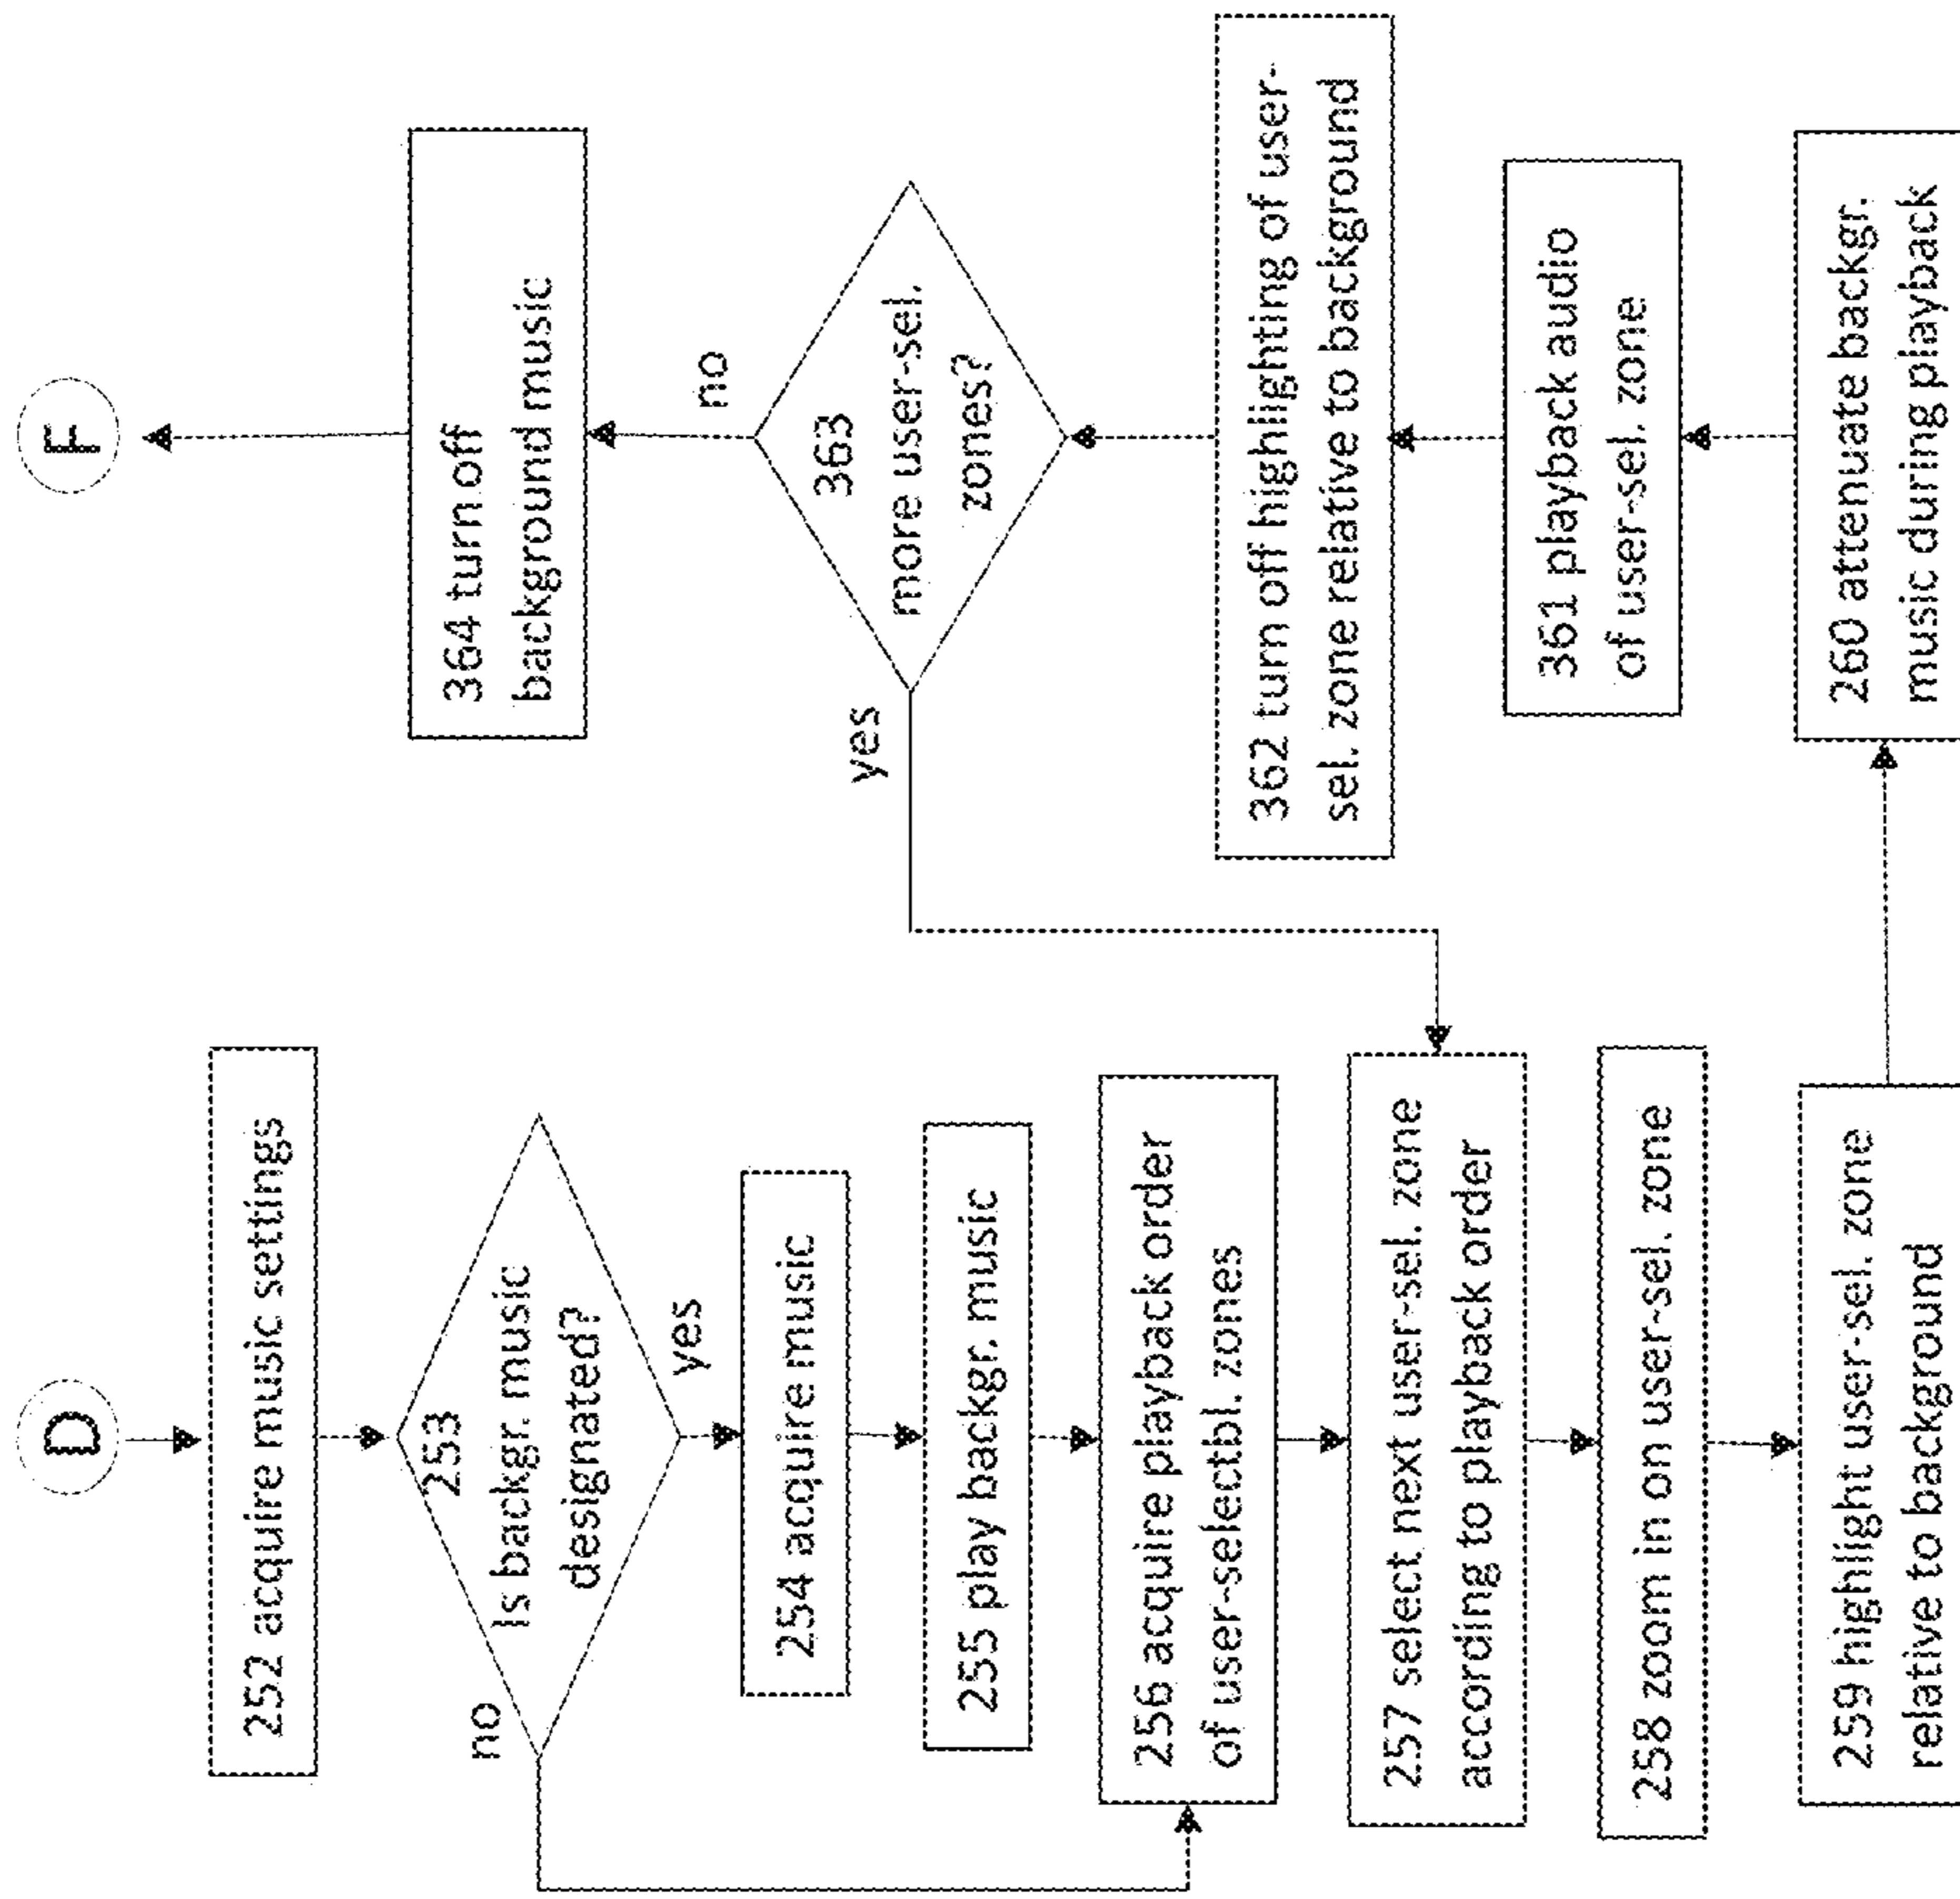 D
252 acquire music settings
253
Is backgr. music
designated?
no
yes
254 acquire music
255 play backgr. music
256 acquire playback order
of user-selectbl. zones
257 select next user-sel. zone
according to playback order
258 zoom in on user-sel. zone
259 highlight user-sel. zone
relative to background
260 attenuate backgr.
music during playback
361 playback audio
of user-sel. zone
362 turn off highlighting of user-
sel. zone relative to background
363
more user-sel.
zones?
yes
no
364 turn off
background music
F